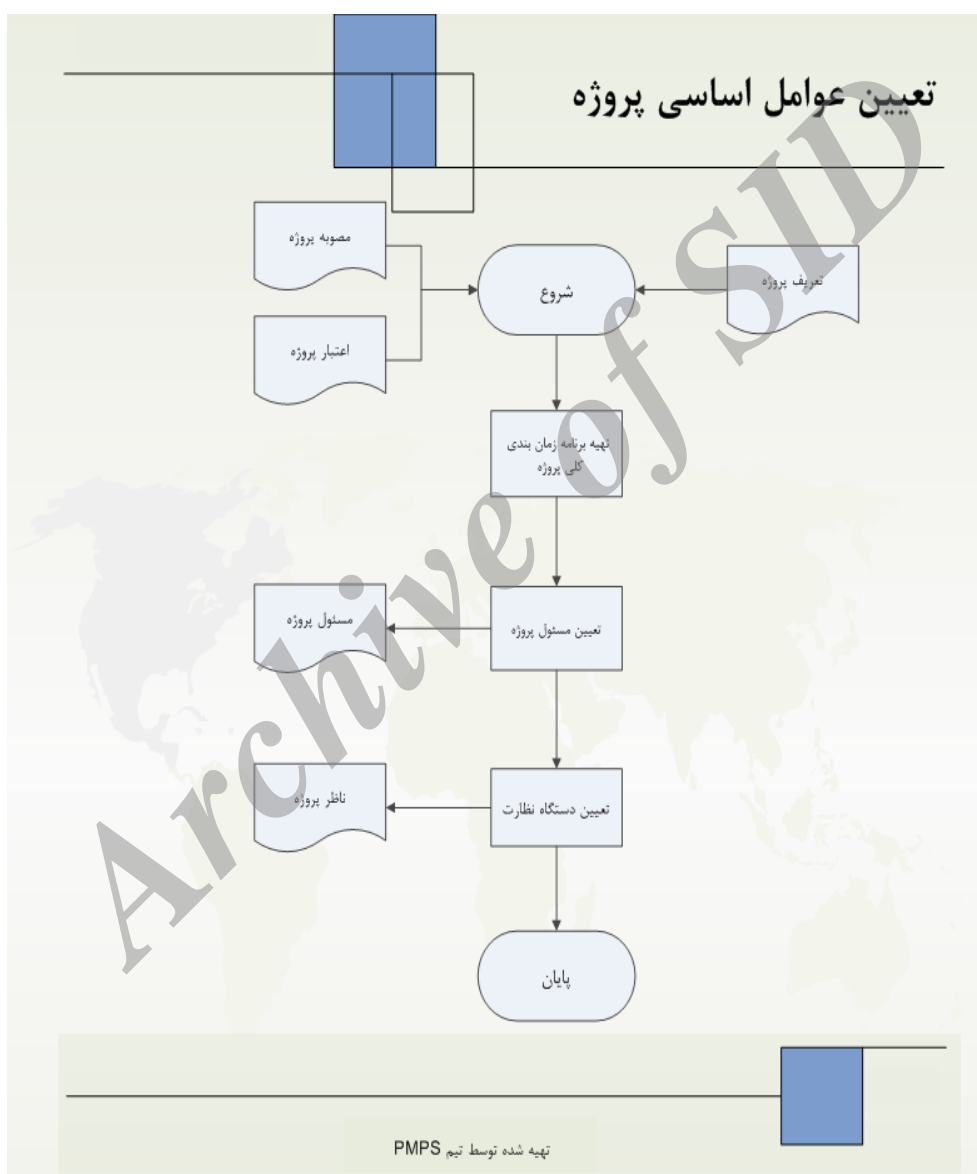 تعیین عوامل اساسی پروژه
مصوبه پروژه
شروع
تعریف پروژه
اعتبار پروژه
تهیه برنامه زمان بندی
کلی پروژه
تعیین مسئول پروژه
مسئول پروژه
تعیین دستگاه نظارت
ناظر پروژه
پایان
تهیه شده توسط تیم PMPS
Archive of SID